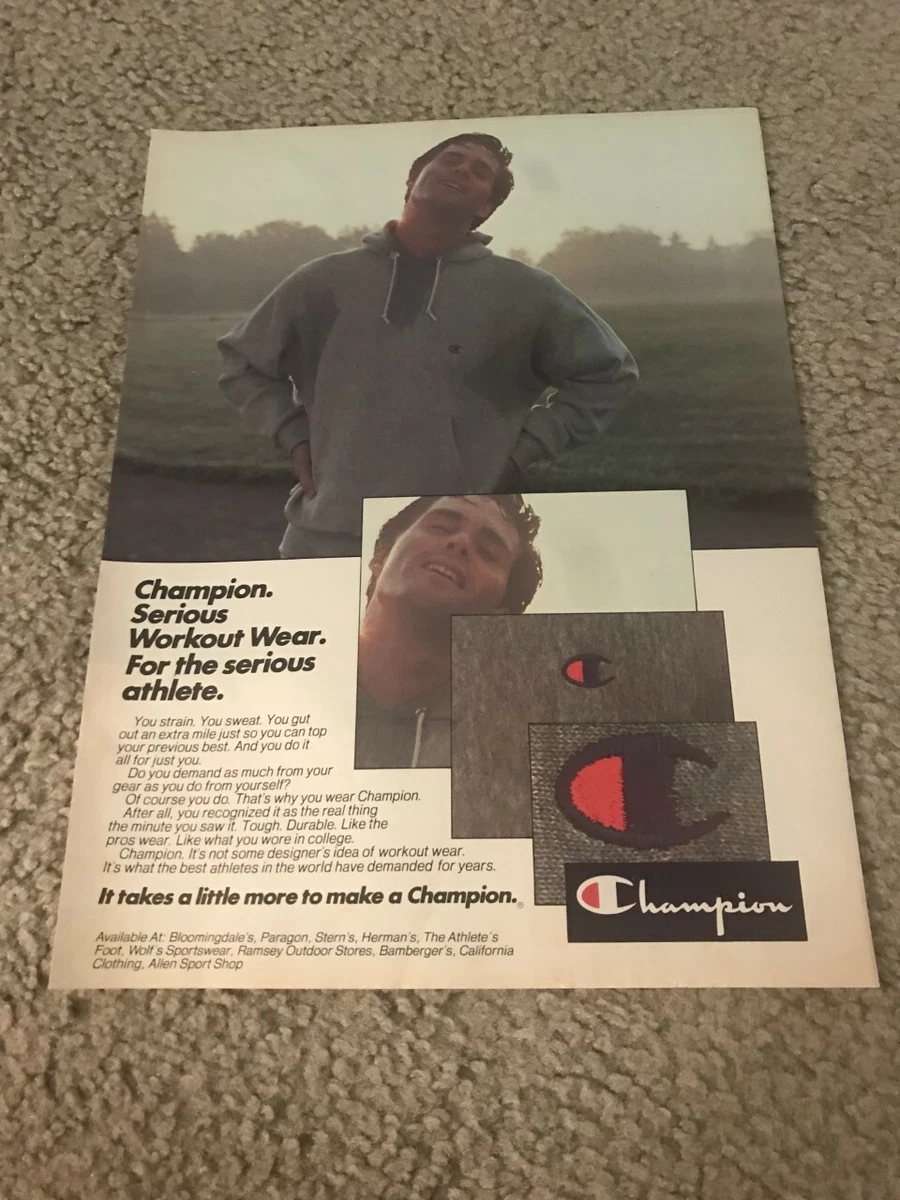 Champion.
Serious
Workout Wear.
For the serious
athlete.
You strain. You sweat. You gut
out an extra mile just so you can top
your previous best. And you do it
all for just you.
Do you demand as much from your
gear as you do from yourself?
Of course you do. That's why you wear Champion.
After all, you recognized it as the real thing
the minute you saw it. Tough. Durable. Like the
pros wear. Like what you wore in college.
Champion. It's not some designer's idea of workout wear.
It's what the best athletes in the world have demanded for years.
It takes a little more to make a Champion.®
Champion
Available At: Bloomingdale's, Paragon, Stern's, Herman's, The Athlete's
Foot, Wolf's Sportswear, Ramsey Outdoor Stores, Bamberger's, California
Clothing, Allen Sport Shop